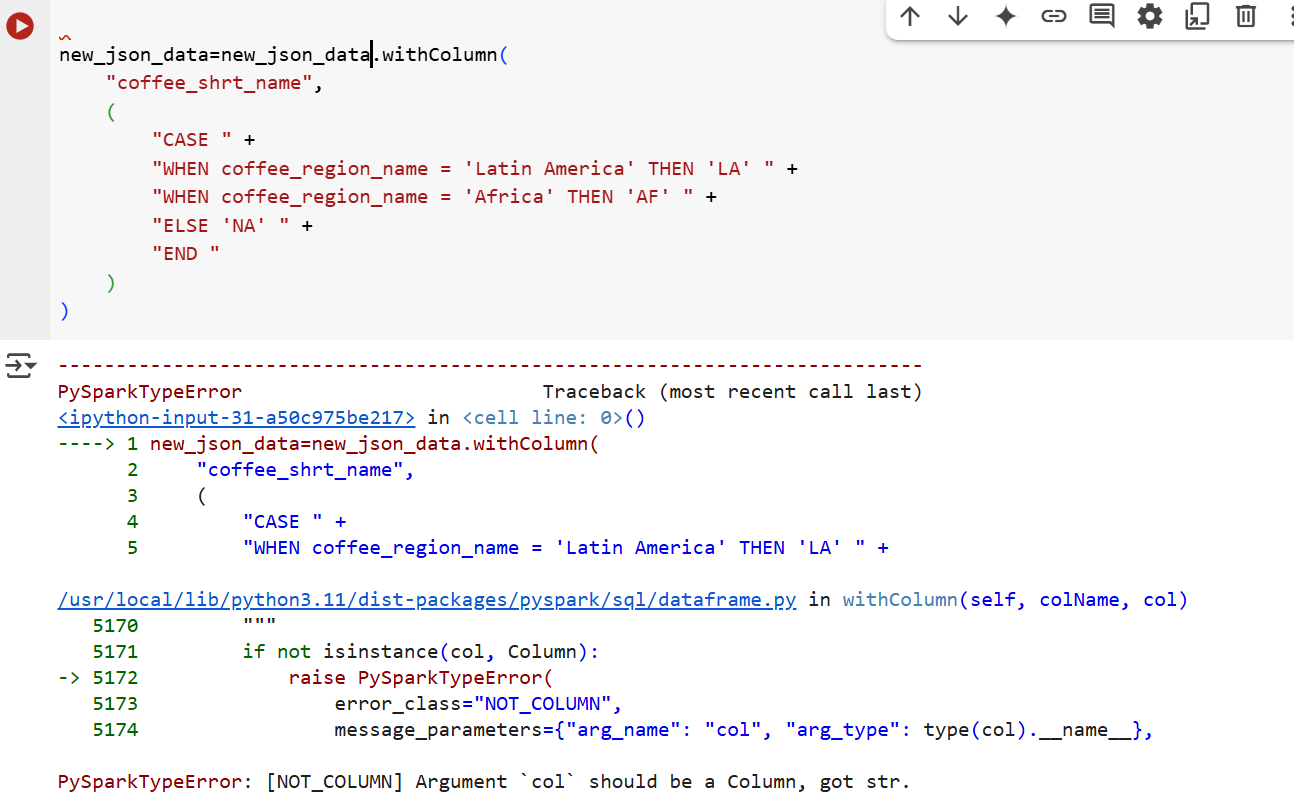 new_json_data=new_json_data.withColumn(
    "coffee_shrt_name",
    (
        "CASE " +
        "WHEN coffee_region_name = 'Latin America' THEN 'LA' " +
        "WHEN coffee_region_name = 'Africa' THEN 'AF' " +
        "ELSE 'NA' " +
        "END "
    )
)
---------------------------------------------------------------------------
PySparkTypeError                          Traceback (most recent call last)
<ipython-input-31-a50c975be217> in <cell line: 0>()
----> 1 new_json_data=new_json_data.withColumn(
      2     "coffee_shrt_name",
      3     (
      4         "CASE " +
      5         "WHEN coffee_region_name = 'Latin America' THEN 'LA' " +
/usr/local/lib/python3.11/dist-packages/pyspark/sql/dataframe.py in withColumn(self, colName, col)
   5170         """
   5171         if not isinstance(col, Column):
-> 5172             raise PySparkTypeError(
   5173                 error_class="NOT_COLUMN",
   5174                 message_parameters={"arg_name": "col", "arg_type": type(col).__name__},
PySparkTypeError: [NOT_COLUMN] Argument `col` should be a Column, got str.